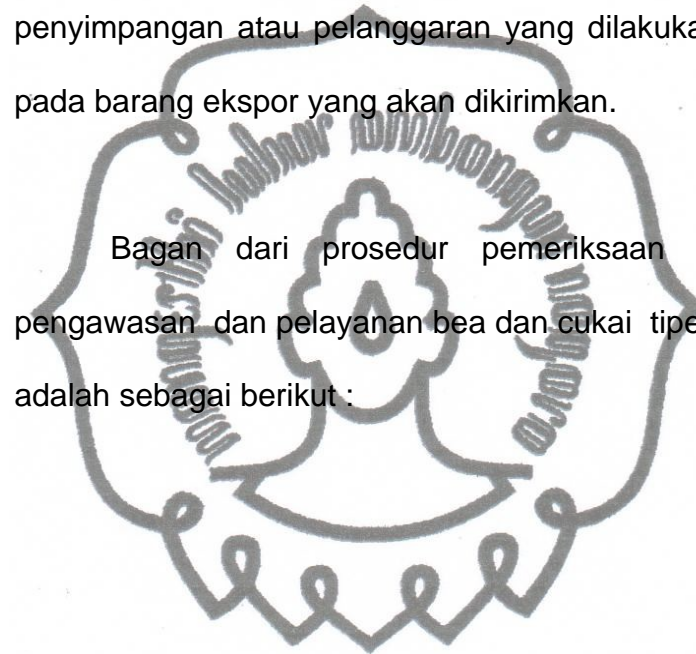 penyimpangan atau pelanggaran yang dilakuka
pada barang ekspor yang akan dikirimkan.
Bagan dari prosedur pemeriksaan
pengawasan dan pelayanan bea dan cukai tipe
adalah sebagai berikut :